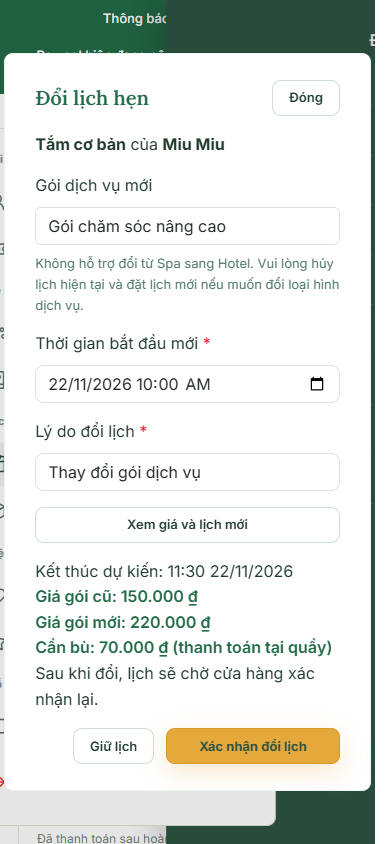 Thông báo
Đổi lịch hẹn
Đóng
Tắm cơ bản của Miu Miu
Gói dịch vụ mới
Gói chăm sóc nâng cao
Không hỗ trợ đổi từ Spa sang Hotel. Vui lòng hủy
lịch hiện tại và đặt lịch mới nếu muốn đổi loại hình
dịch vụ.
Thời gian bắt đầu mới *
22/11/2026 10:00 AM
Lý do đổi lịch *
Thay đổi gói dịch vụ
Xem giá và lịch mới
Kết thúc dự kiến: 11:30 22/11/2026
Giá gói cũ: 150.000 ₫
Giá gói mới: 220.000 ₫
Cần bù: 70.000 ₫ (thanh toán tại quầy)
Sau khi đổi, lịch sẽ chờ cửa hàng xác
nhận lại.
Giữ lịch
Xác nhận đổi lịch
Đã thanh toán sau